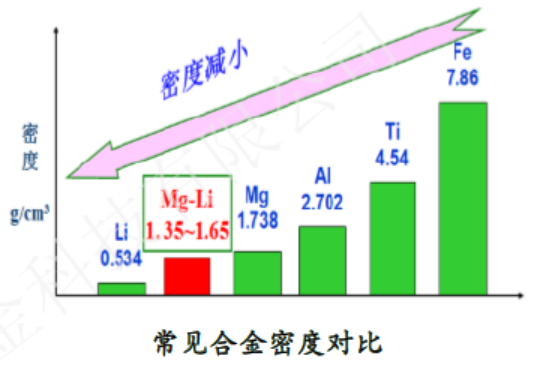 密度减小
Fe
7.86
Ti
4.54
Al
2.702
Mg
1.738
Mg-Li
1.35~1.65
Li
0.534
密度
g/cm³
常见合金密度对比